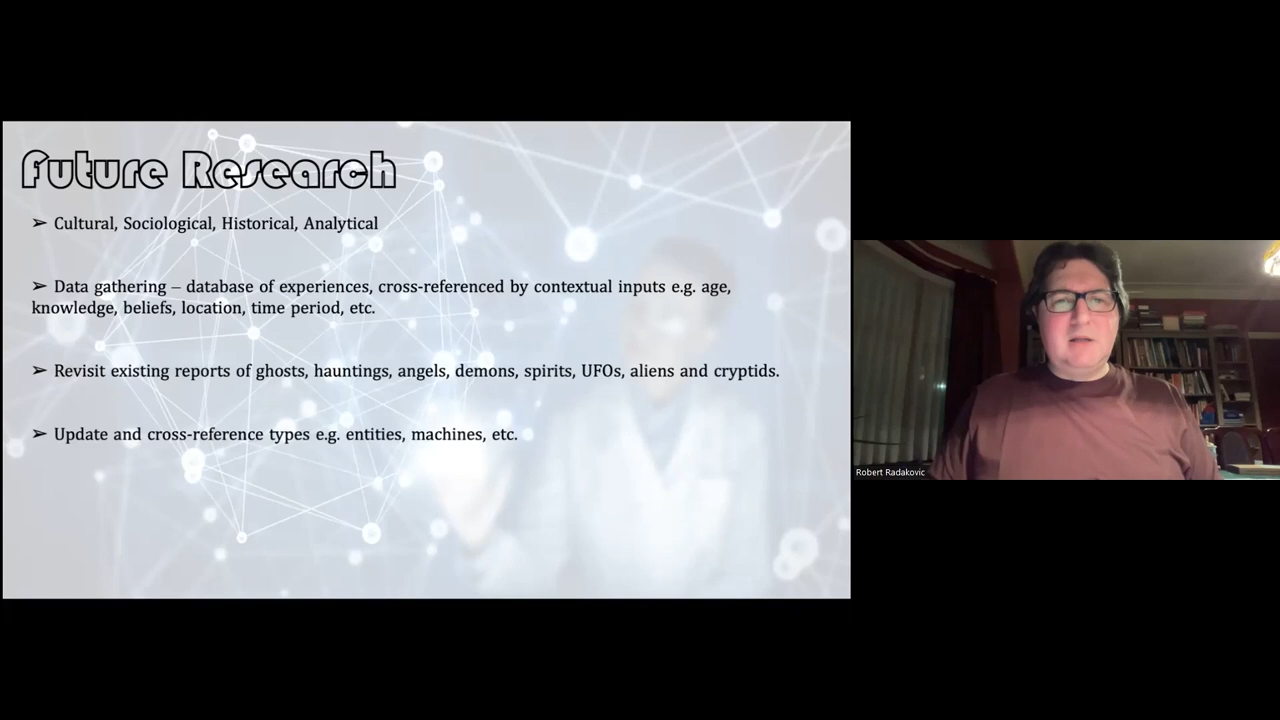 Future Research
➢ Cultural, Sociological, Historical, Analytical
➢ Data gathering – database of experiences, cross-referenced by contextual inputs e.g. age,
knowledge, beliefs, location, time period, etc.
➢ Revisit existing reports of ghosts, hauntings, angels, demons, spirits, UFOs, aliens and cryptids.
➢ Update and cross-reference types e.g. entities, machines, etc.
Robert Radakovic